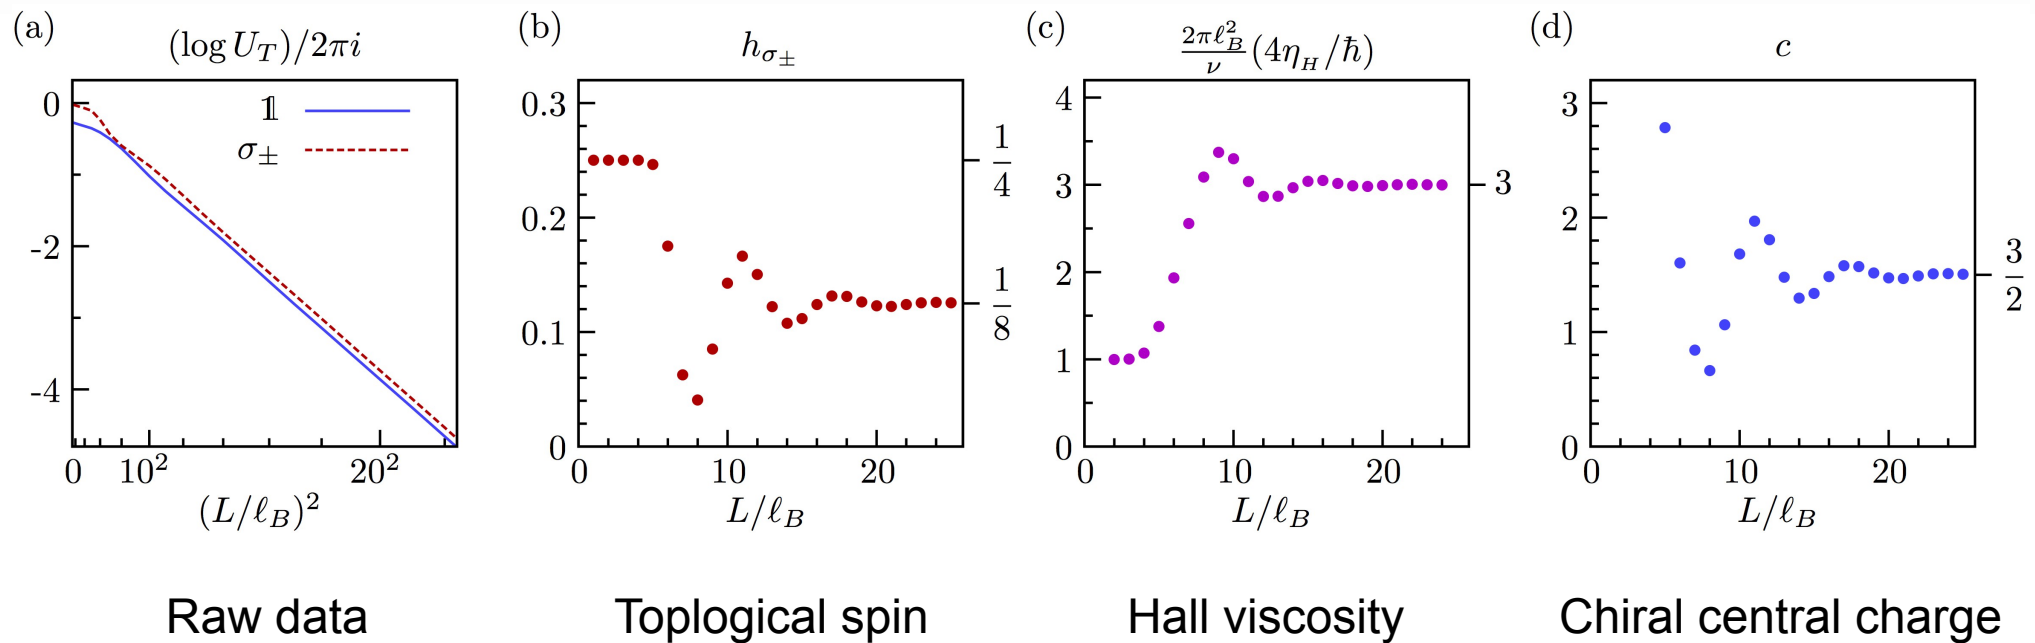 (a)
(log U_T)/2πi
0
-2
-4
𝟙
σ±
0 10² 20²
(L/ℓ_B)²
Raw data
(b)
h_σ±
0.3
0.2
0.1
0
1/4
1/8
0 10 20
L/ℓ_B
Toplogical spin
(c)
2πℓ_B²/ν (4η_H/ħ)
4
3
2
1
0
3
0 10 20
L/ℓ_B
Hall viscosity
(d)
c
3
2
1
0
3/2
0 10 20
L/ℓ_B
Chiral central charge